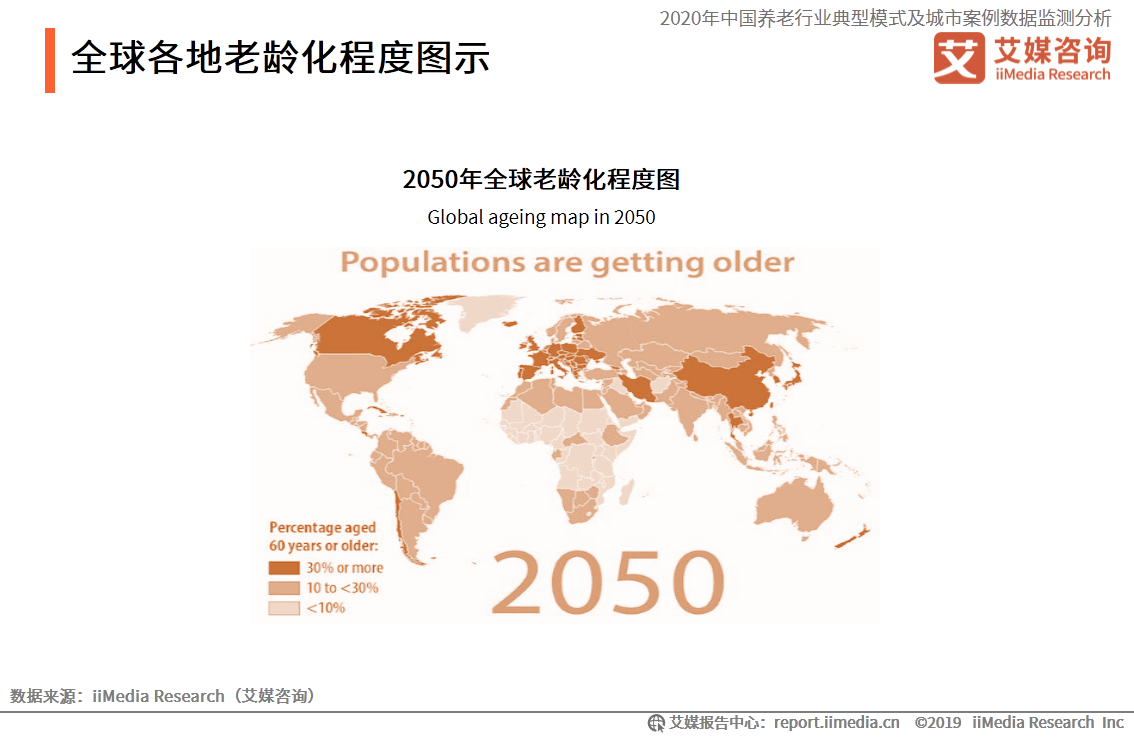 2020年中国养老行业典型模式及城市案例数据监测分析
全球各地老龄化程度图示
艾媒咨询
iiMedia Research
2050年全球老龄化程度图
Global ageing map in 2050
Populations are getting older
Percentage aged
60 years or older:
30% or more
10 to <30%
<10%
2050
数据来源：iiMedia Research（艾媒咨询）
艾媒报告中心：report.iimedia.cn ©2019 iiMedia Research Inc